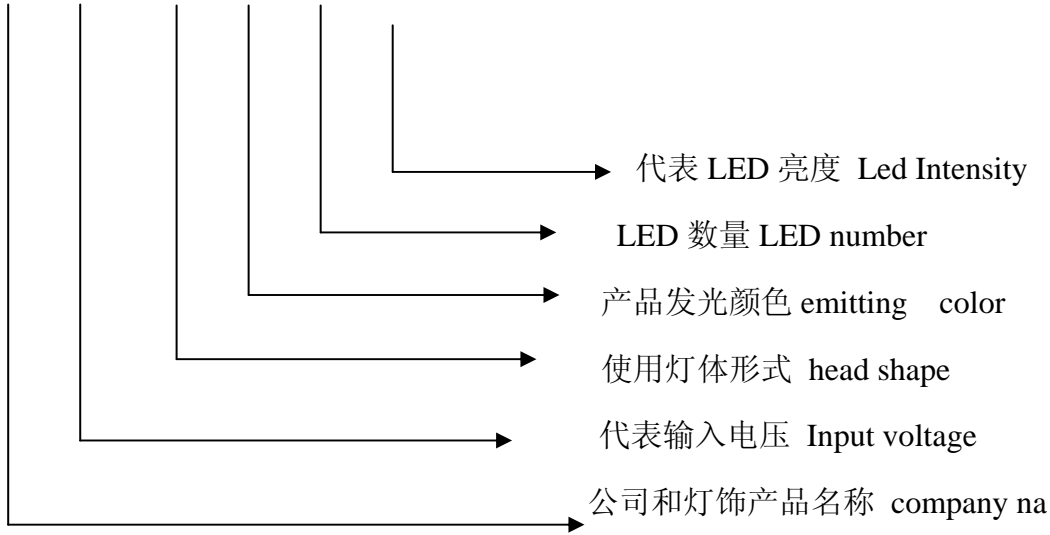 代表 LED 亮度 Led Intensity
LED 数量 LED number
产品发光颜色 emitting color
使用灯体形式 head shape
代表输入电压 Input voltage
公司和灯饰产品名称 company na